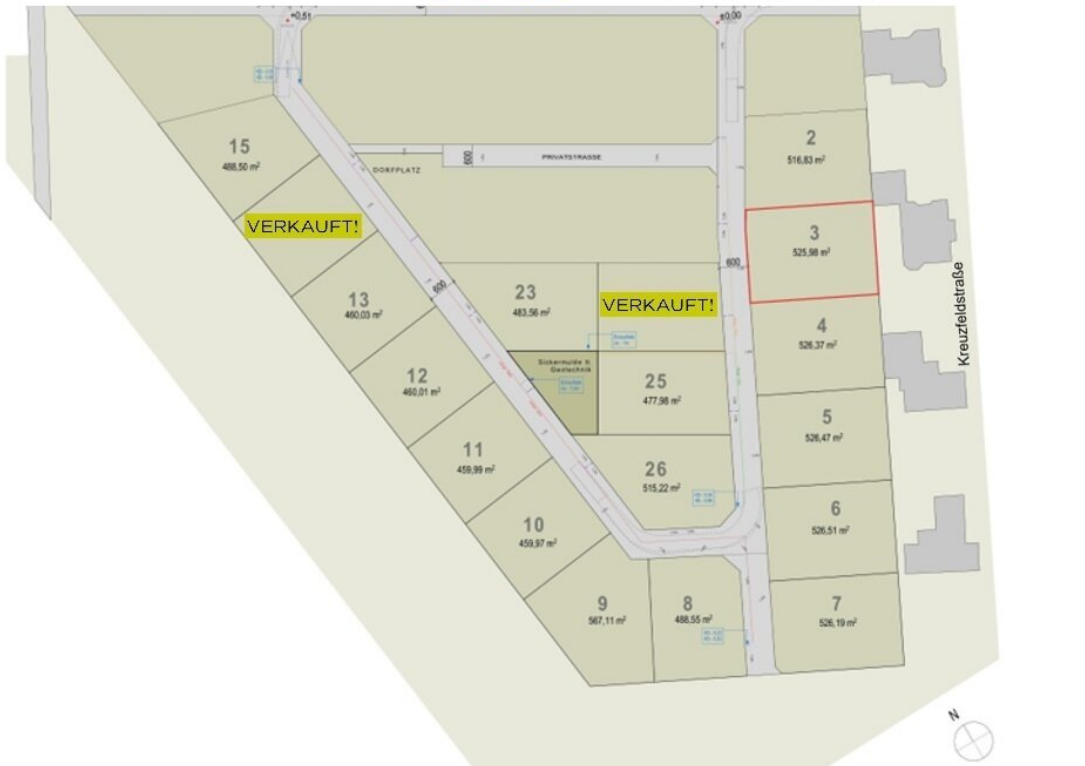 +0,51
±0,00
15
488,50 m²
2
516,83 m²
600
PRIVATSTRASSE
DORFPLATZ
VERKAUFT!
3
525,98 m²
600
Kreuzfeldstraße
13
460,03 m²
600
23
483,56 m²
VERKAUFT!
4
526,37 m²
Sickermulde lt.
Geotechnik
12
460,01 m²
25
477,98 m²
5
526,47 m²
11
459,99 m²
26
515,22 m²
6
526,51 m²
10
459,97 m²
9
567,11 m²
8
488,55 m²
7
526,19 m²
N